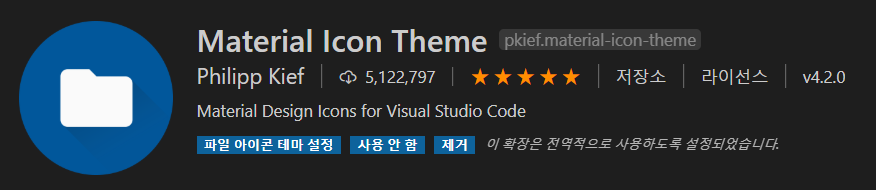 Material Icon Theme pkief.material-icon-theme
Philipp Kief 5,122,797 ★★★★★ 저장소 라이선스 v4.2.0
Material Design Icons for Visual Studio Code
파일 아이콘 테마 설정 사용 안 함 제거 이 확장은 전역적으로 사용하도록 설정되었습니다.